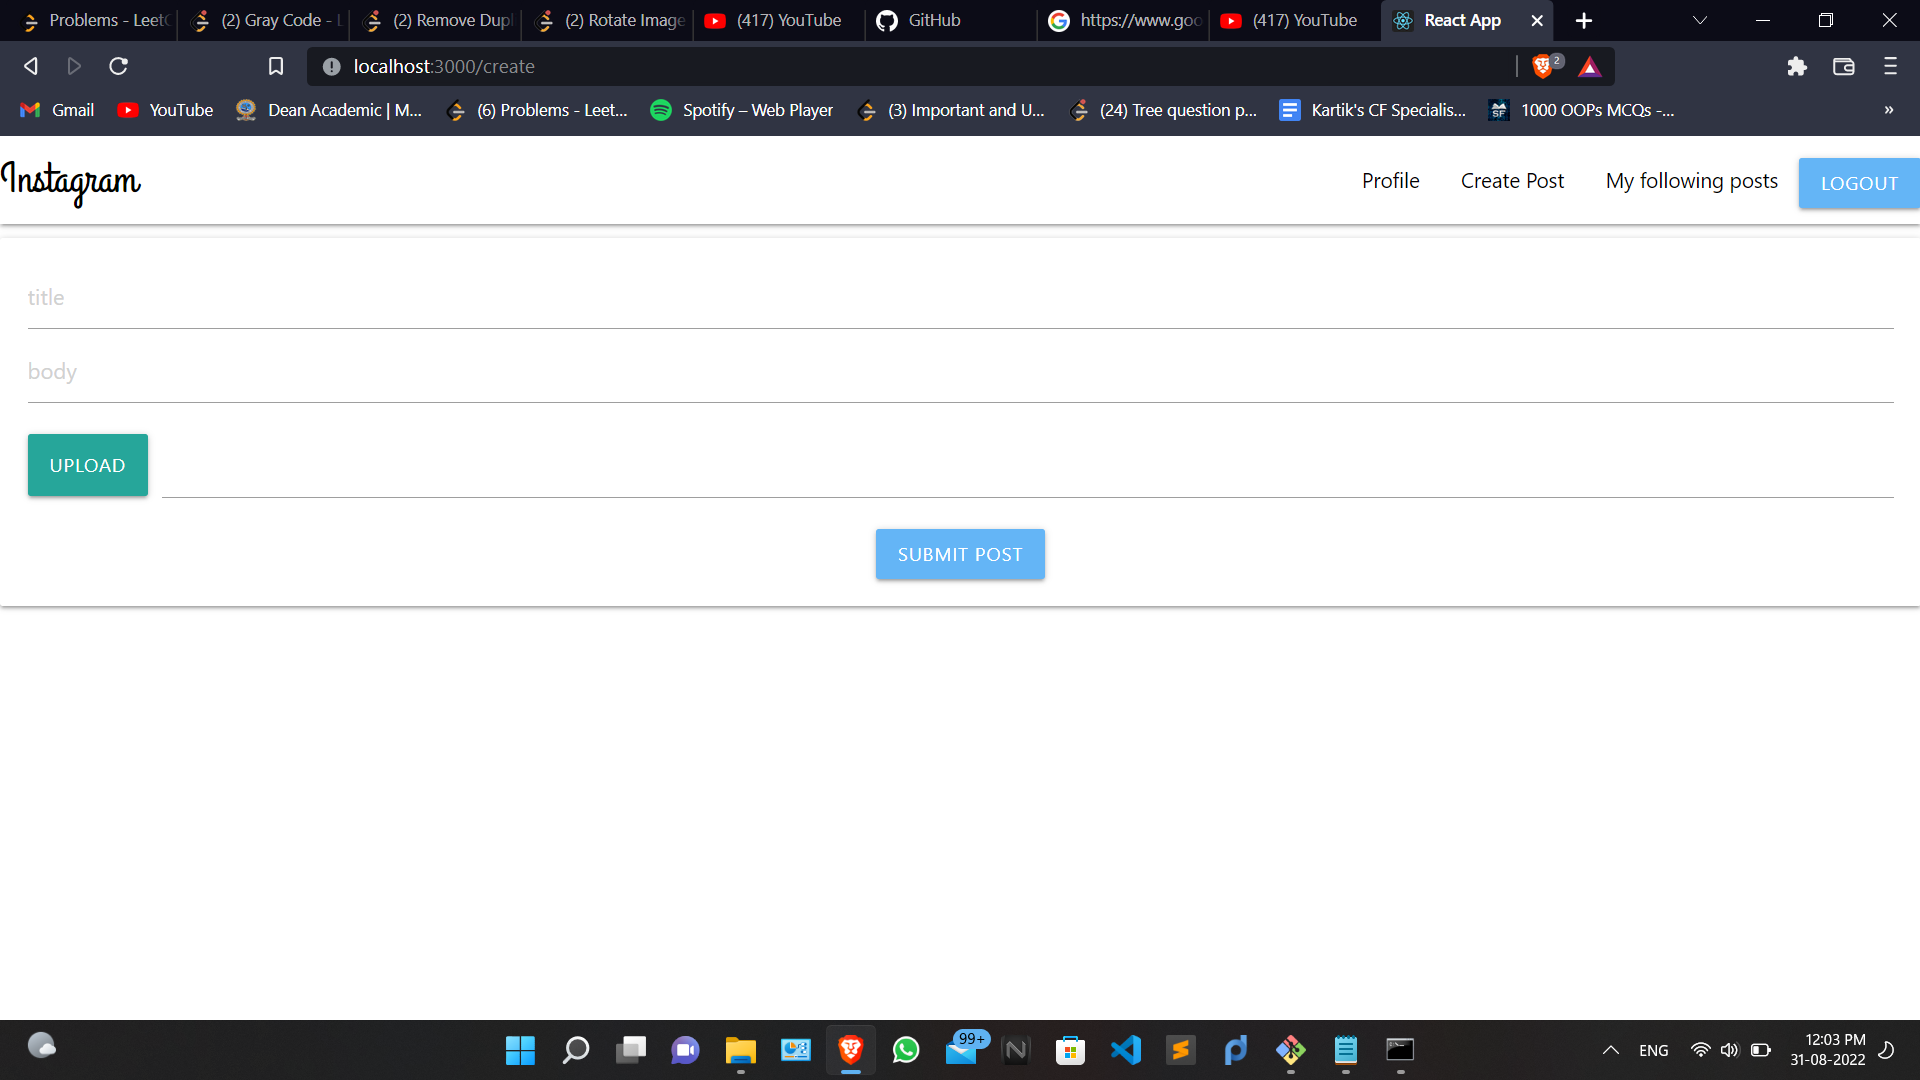 Problems - LeetC
(2) Gray Code - L
(2) Remove Dupl
(2) Rotate Image
(417) YouTube
GitHub
https://www.goo
(417) YouTube
React App
localhost:3000/create
2
Gmail
YouTube
Dean Academic | M...
(6) Problems - Leet...
Spotify – Web Player
(3) Important and U...
(24) Tree question p...
Kartik's CF Specialis...
SF
1000 OOPs MCQs -...
»
Instagram
Profile
Create Post
My following posts
LOGOUT
title
body
UPLOAD
SUBMIT POST
99+
N
ENG
12:03 PM
31-08-2022